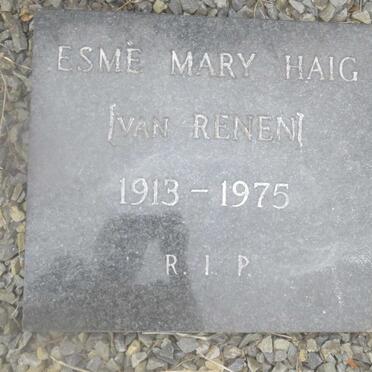 ESMÈ MARY HAIG
[VAN RENEN]
1913 - 1975
R. I. P.